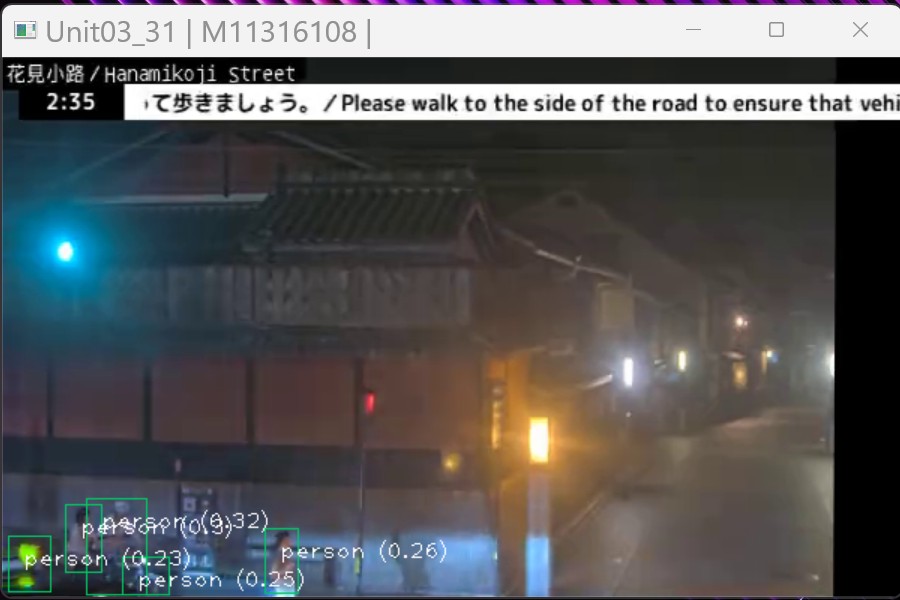 Unit03_31 | M11316108 |
花見小路/Hanamikoji Street
2:35
て歩きましょう。/Please walk to the side of the road to ensure that vehi
person (0.32)
person (0.3)
person (0.26)
person (0.23)
person (0.25)